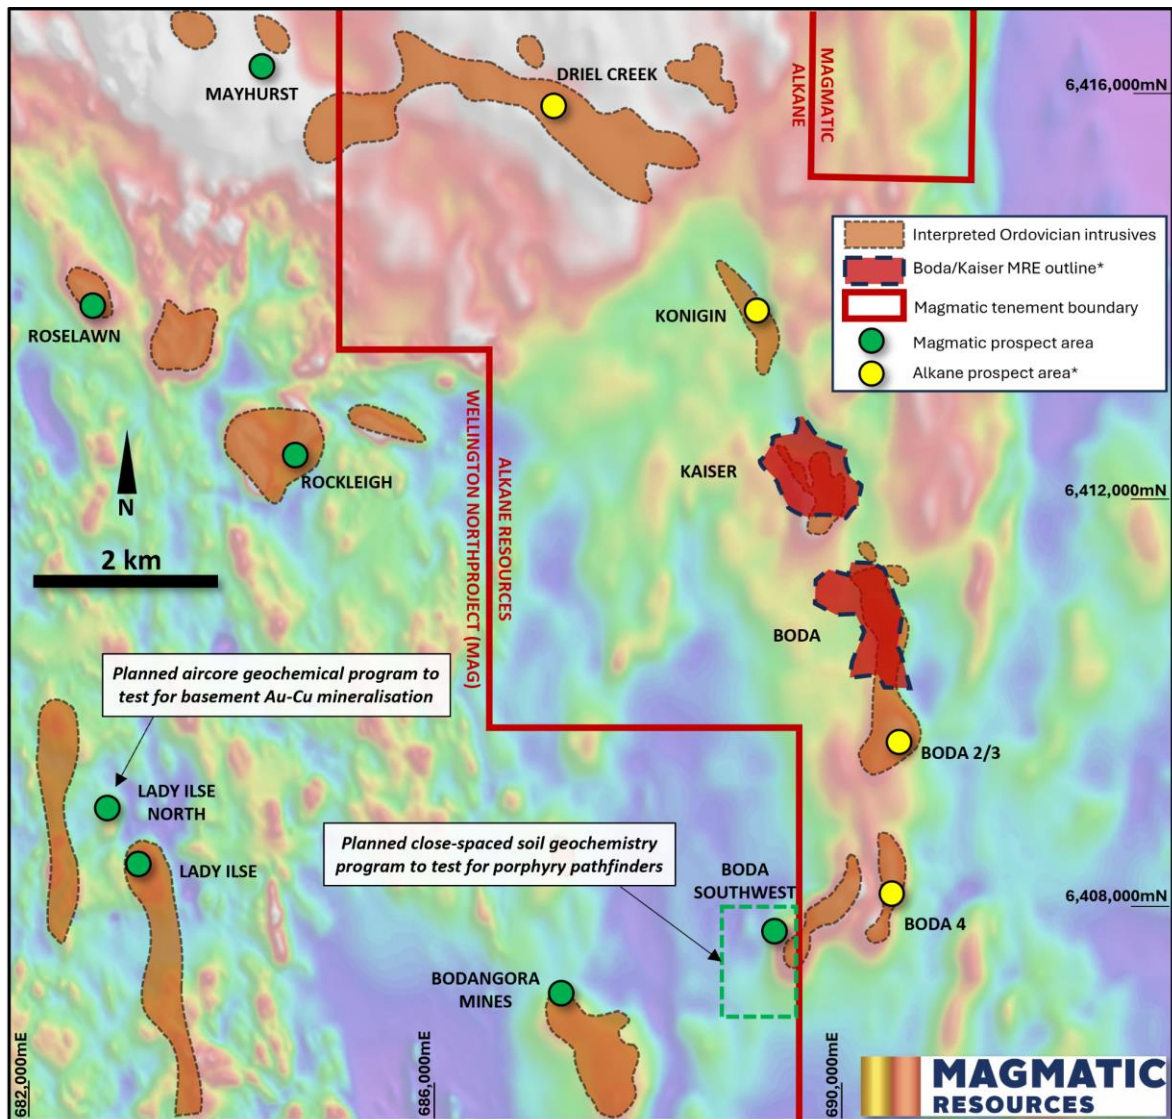 MAYHURST
DRIEL CREEK
MAGMATIC
ALKANE
6,416,000mN
Interpreted Ordovician intrusives
Boda/Kaiser MRE outline*
Magmatic tenement boundary
Magmatic prospect area
Alkane prospect area*
ROSELAWN
KONIGIN
ROCKLEIGH
KAISER
6,412,000mN
N
2 km
ALKANE RESOURCES
WELLINGTON NORTHPROJECT (MAG)
BODA
BODA 2/3
Planned aircore geochemical program to
test for basement Au-Cu mineralisation
LADY ILSE
NORTH
LADY ILSE
Planned close-spaced soil geochemistry
program to test for porphyry pathfinders
BODA
SOUTHWEST
BODA 4
6,408,000mN
BODANGORA
MINES
682,000mE
686,000mE
690,000mE
MAGMATIC
RESOURCES